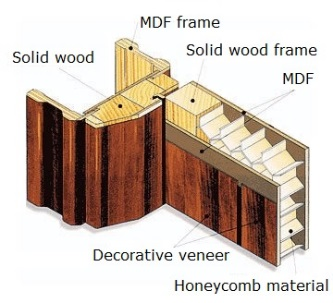 MDF frame
Solid wood frame
Solid wood
MDF
Decorative veneer
Honeycomb material